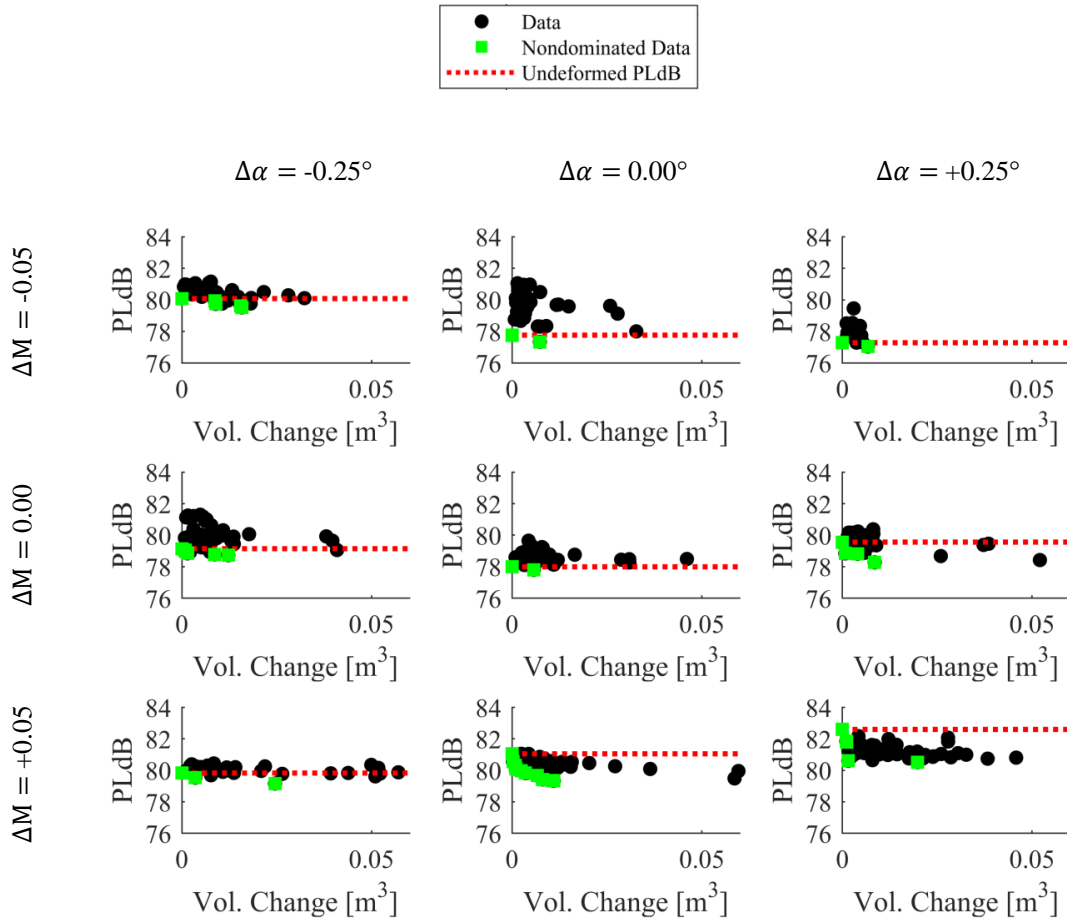 Data
Nondominated Data
Undeformed PLdB
Δα = -0.25°
Δα = 0.00°
Δα = +0.25°
ΔM = -0.05
PLdB
84
82
80
78
76
0
0.05
Vol. Change [m³]
PLdB
84
82
80
78
76
0
0.05
Vol. Change [m³]
PLdB
84
82
80
78
76
0
0.05
Vol. Change [m³]
ΔM = 0.00
PLdB
84
82
80
78
76
0
0.05
Vol. Change [m³]
PLdB
84
82
80
78
76
0
0.05
Vol. Change [m³]
PLdB
84
82
80
78
76
0
0.05
Vol. Change [m³]
ΔM = +0.05
PLdB
84
82
80
78
76
0
0.05
Vol. Change [m³]
PLdB
84
82
80
78
76
0
0.05
Vol. Change [m³]
PLdB
84
82
80
78
76
0
0.05
Vol. Change [m³]